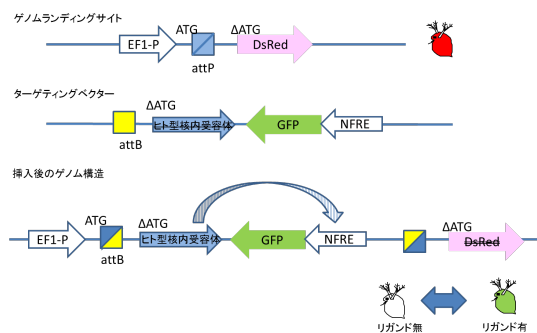 ゲノムランディングサイト
EF1-P
ATG
ΔATG
DsRed
attP
ターゲティングベクター
ΔATG
ヒト型核内受容体
GFP
NFRE
attB
挿入後のゲノム構造
EF1-P
ATG
ΔATG
ヒト型核内受容体
GFP
NFRE
ΔATG
DsRed
attB
リガンド無
リガンド有